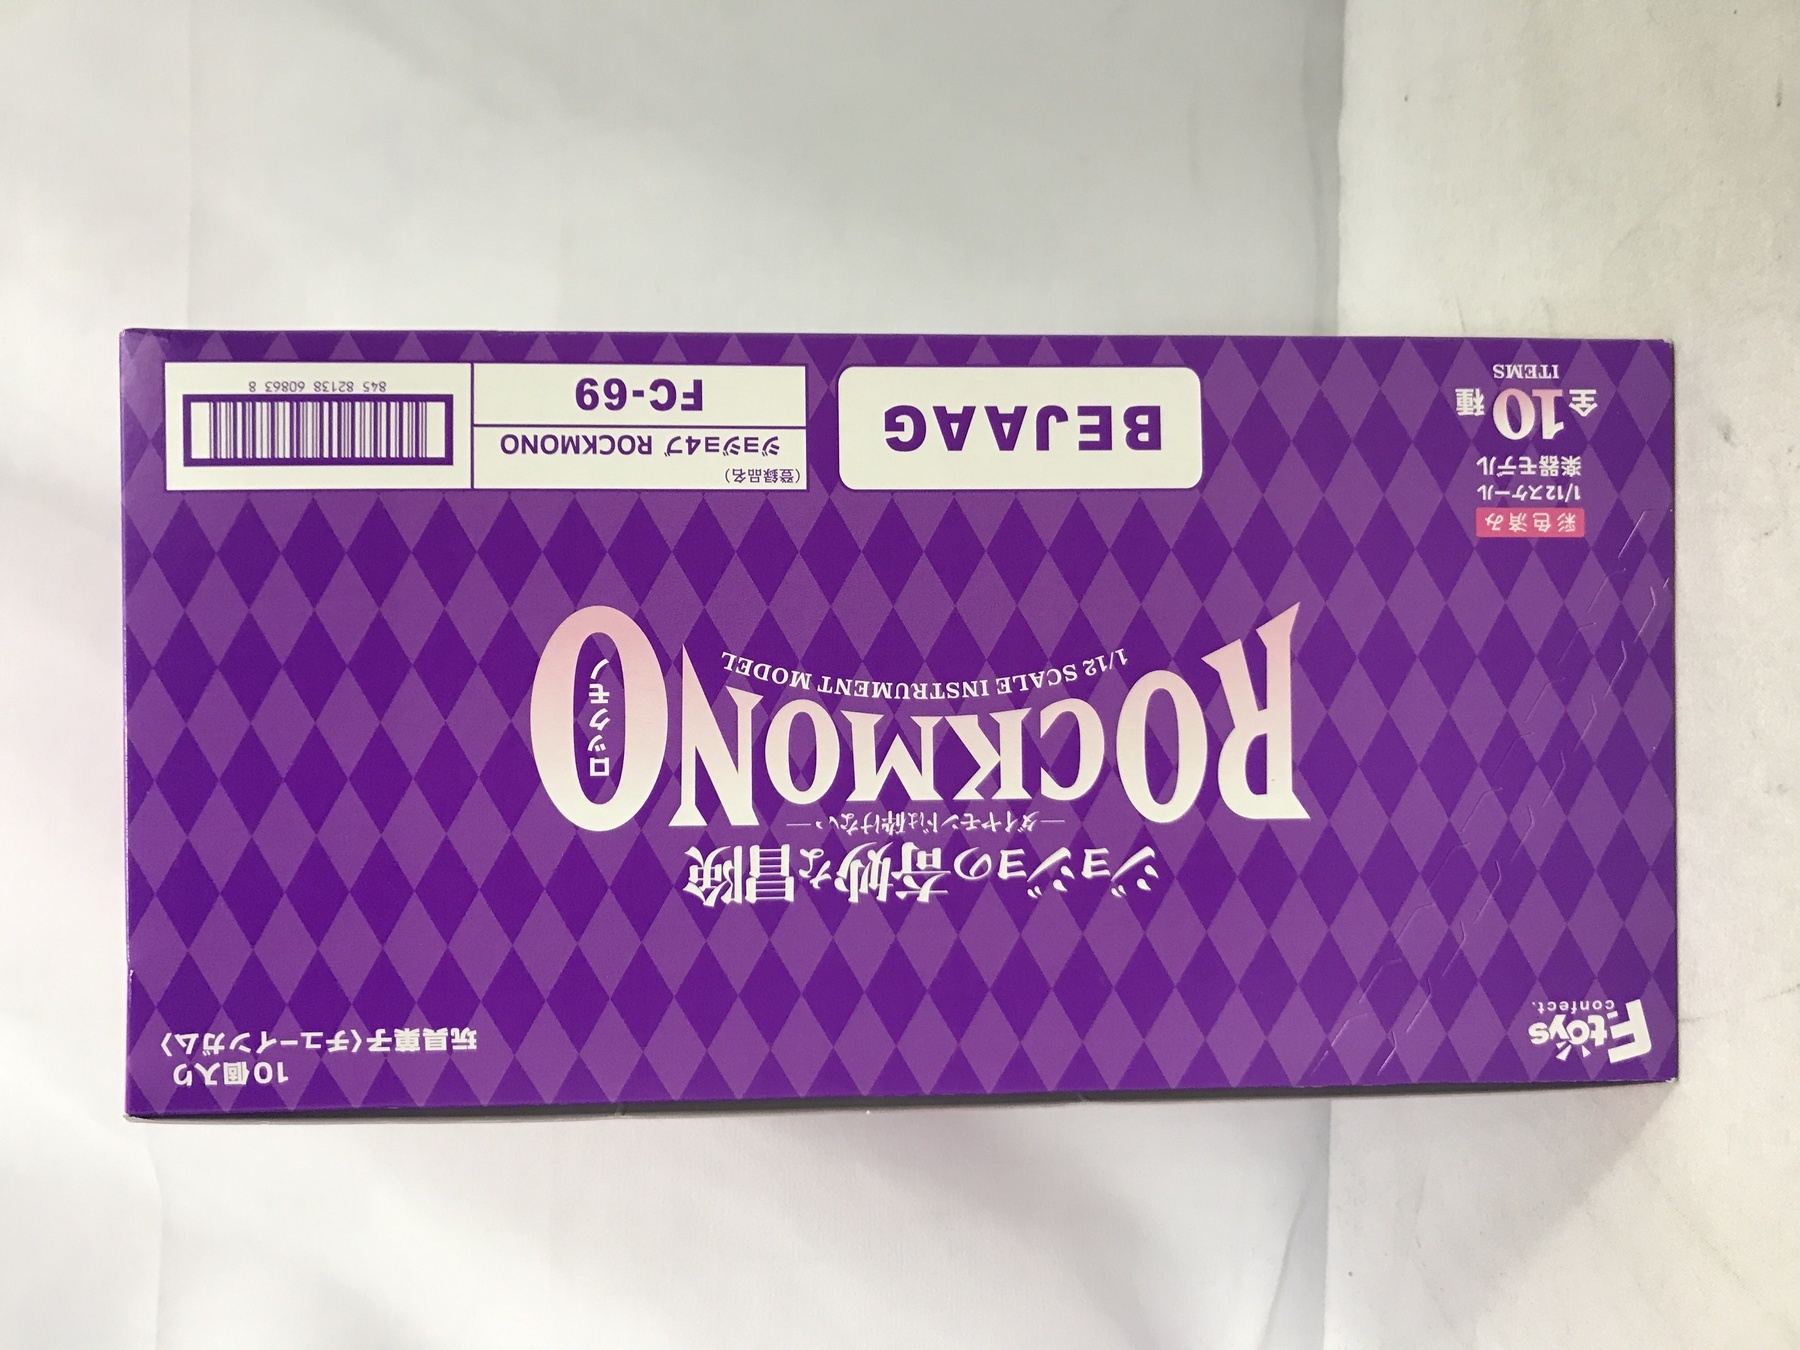 F-toys
confect.
10個入り
玩具菓子〈チューインガム〉
ジョジョの奇妙な冒険
―ダイヤモンドは砕けない―
ROCKMONO
ロックモノ
1/12 SCALE INSTRUMENT MODEL
彩色済み
1/12スケール
楽器モデル
全10種
ITEMS
BEJAAG
(登録品名)
ジョジョ4ブ ROCKMONO
FC-69
845 82138 60863 8